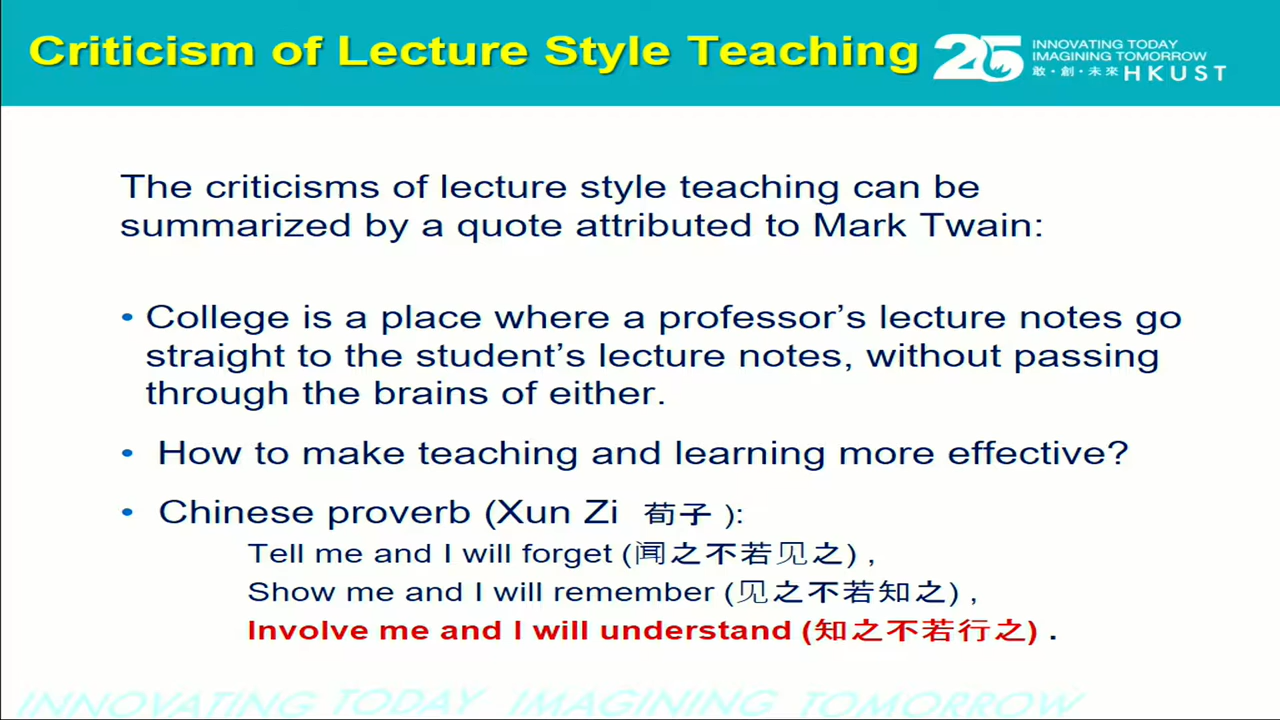 Criticism of Lecture Style Teaching
25 INNOVATING TODAY
IMAGINING TOMORROW
敢·創·未來 HKUST
The criticisms of lecture style teaching can be
summarized by a quote attributed to Mark Twain:
• College is a place where a professor’s lecture notes go
straight to the student’s lecture notes, without passing
through the brains of either.
• How to make teaching and learning more effective?
• Chinese proverb (Xun Zi 荀子 ):
Tell me and I will forget (闻之不若见之) ,
Show me and I will remember (见之不若知之) ,
Involve me and I will understand (知之不若行之) .
INNOVATING TODAY IMAGINING TOMORROW